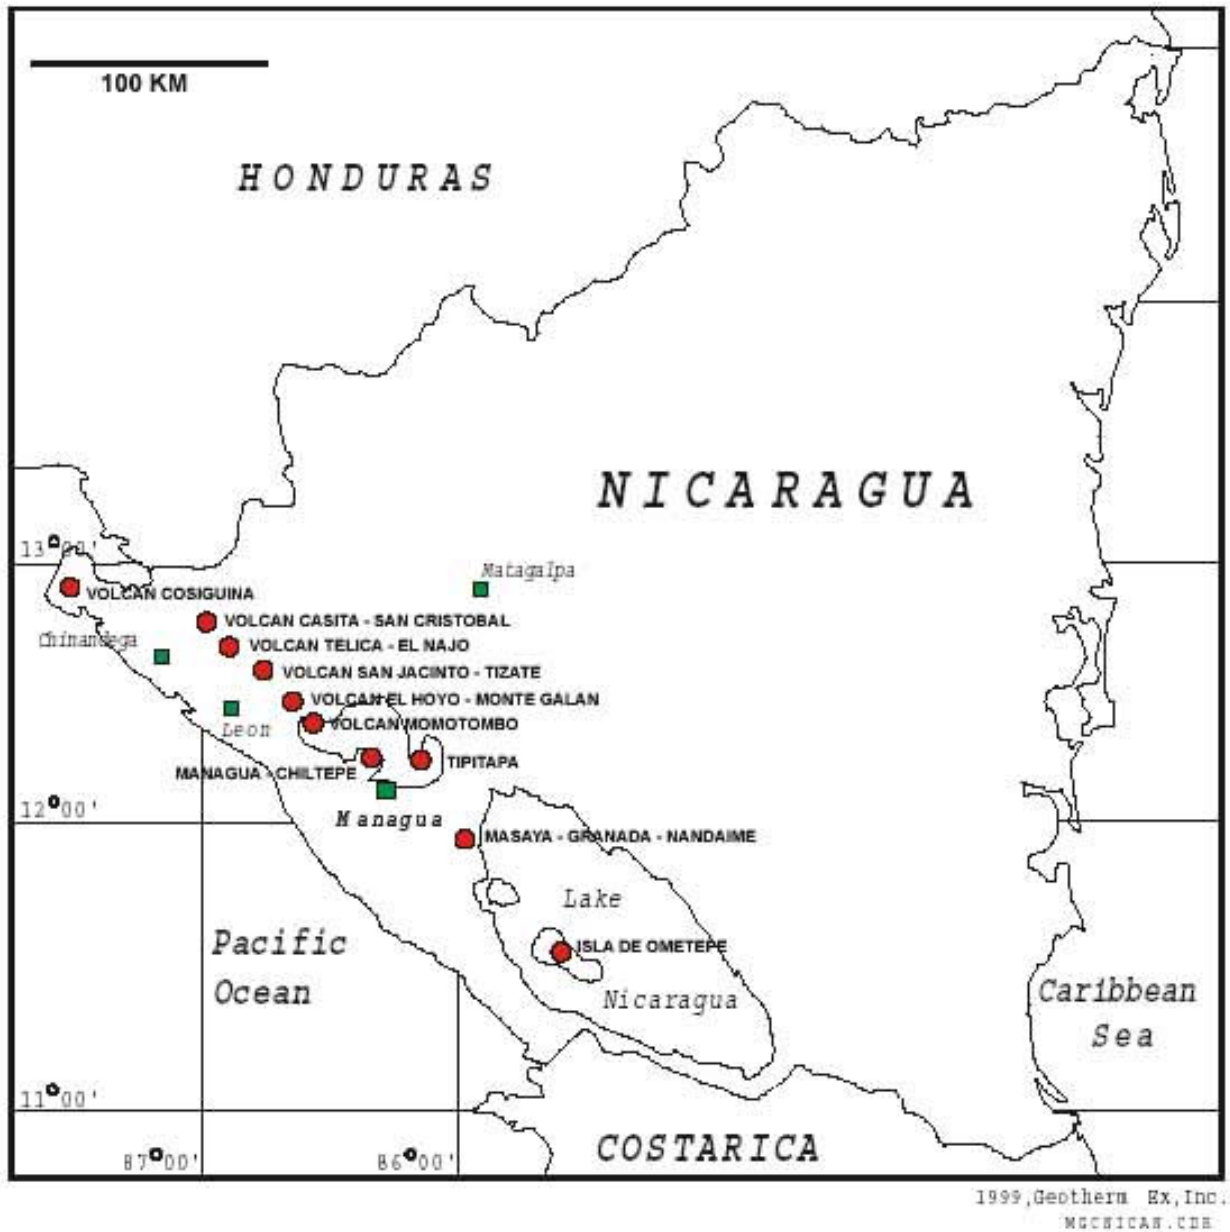 100 KM
HONDURAS
NICARAGUA
13°00'
Matagalpa
VOLCAN COSIGUINA
VOLCAN CASITA - SAN CRISTOBAL
Chinandega
VOLCAN TELICA - EL NAJO
VOLCAN SAN JACINTO - TIZATE
VOLCAN EL HOYO - MONTE GALAN
Leon
VOLCAN MOMOTOMBO
TIPITAPA
MANAGUA - CHILTEPE
12°00'
Managua
MASAYA - GRANADA - NANDAIME
Lake
Pacific
ISLA DE OMETEPE
Ocean
Nicaragua
Caribbean
Sea
11°00'
COSTARICA
87°00'
86°00'
1999,Geotherm Ex,Inc.